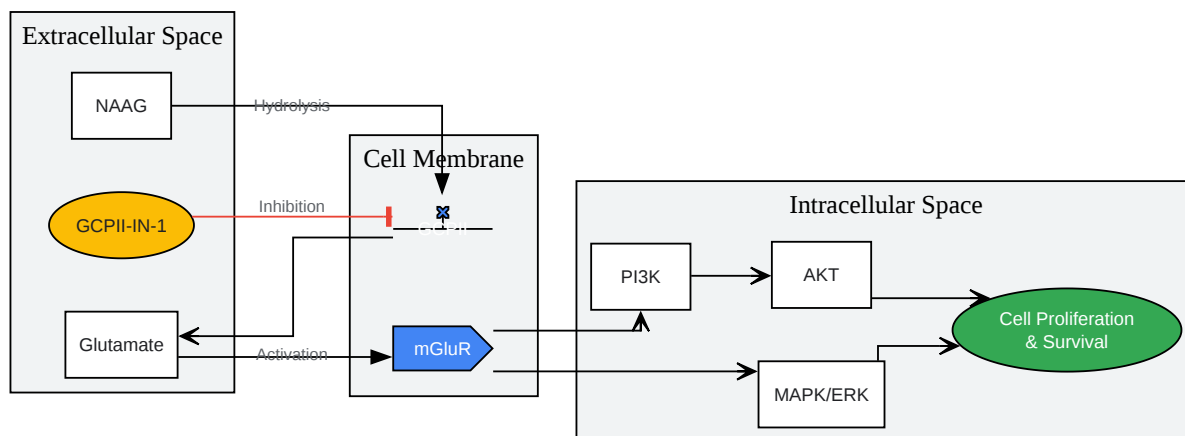 Extracellular Space
NAAG
Hydrolysis
Cell Membrane
GCPII-IN-1
Inhibition
GCPII
Intracellular Space
PI3K
AKT
Cell Proliferation
& Survival
Glutamate
Activation
mGluR
MAPK/ERK